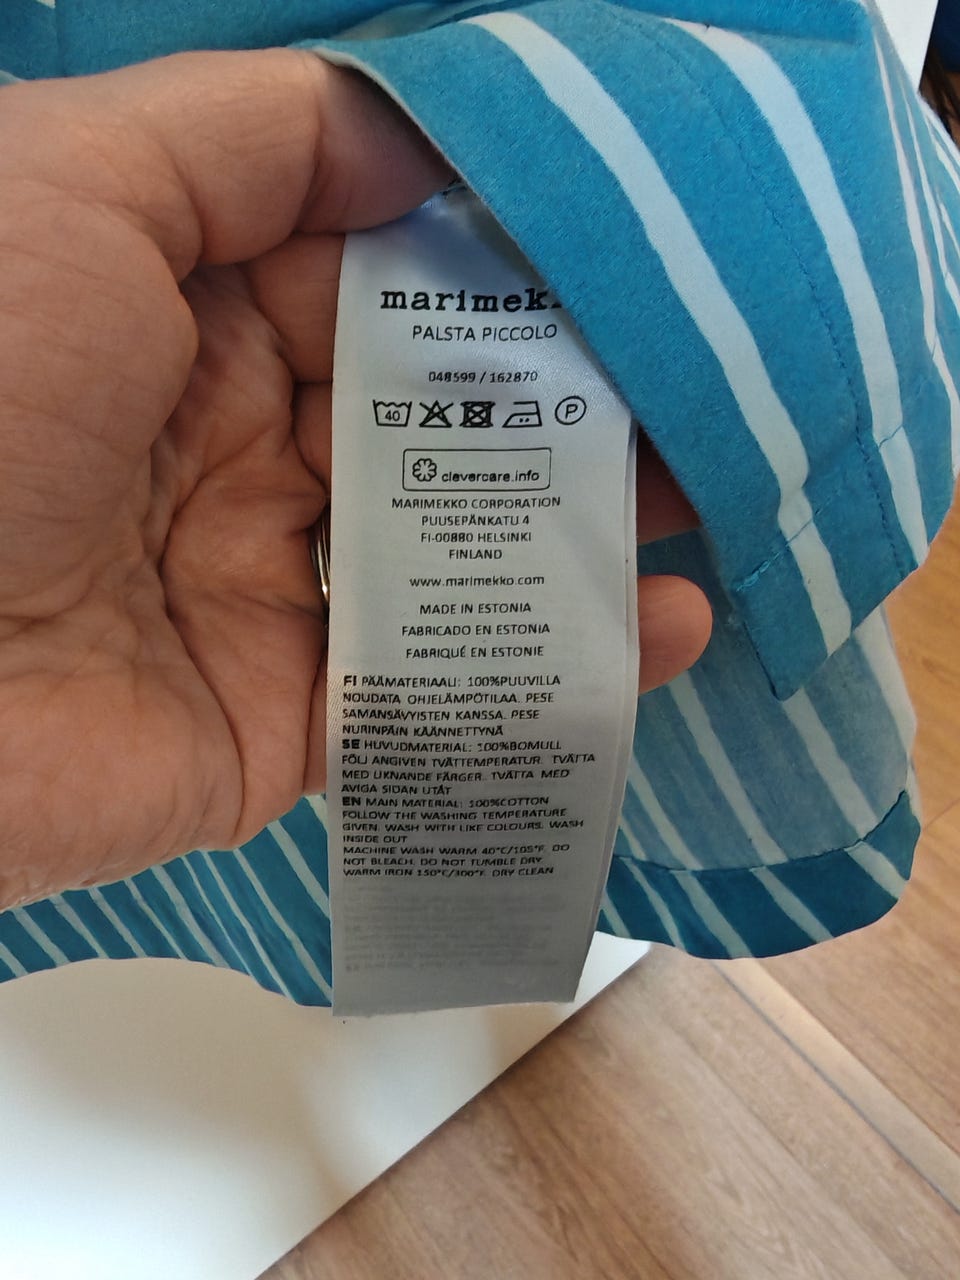 marimek
PALSTA PICCOLO
048599 / 162870
40 P
clevercare.info
MARIMEKKO CORPORATION
PUUSEPÄNKATU 4
FI-00880 HELSINKI
FINLAND
www.marimekko.com
MADE IN ESTONIA
FABRICADO EN ESTONIA
FABRIQUÉ EN ESTONIE
FI PÄÄMATERIAALI: 100%PUUVILLA
NOUDATA OHJELÄMPÖTILAA. PESE
SAMANSÄVYISTEN KANSSA. PESE
NURINPÄIN KÄÄNNETTYNÄ
SE HUVUDMATERIAL: 100%BOMULL
FÖLJ ANGIVEN TVÄTTEMPERATUR. TVÄTTA
MED LIKNANDE FÄRGER. TVÄTTA MED
AVIGA SIDAN UTÅT
EN MAIN MATERIAL: 100%COTTON
FOLLOW THE WASHING TEMPERATURE
GIVEN. WASH WITH LIKE COLOURS. WASH
INSIDE OUT
MACHINE WASH WARM 40°C/105°F. DO
NOT BLEACH. DO NOT TUMBLE DRY.
WARM IRON 150°C/300°F. DRY CLEAN